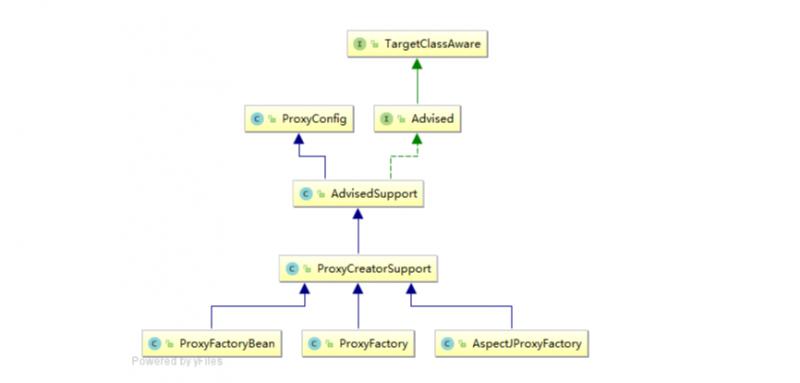 TargetClassAware
ProxyConfig
Advised
AdvisedSupport
ProxyCreatorSupport
ProxyFactoryBean
ProxyFactory
AspectJProxyFactory
Powered by yFiles